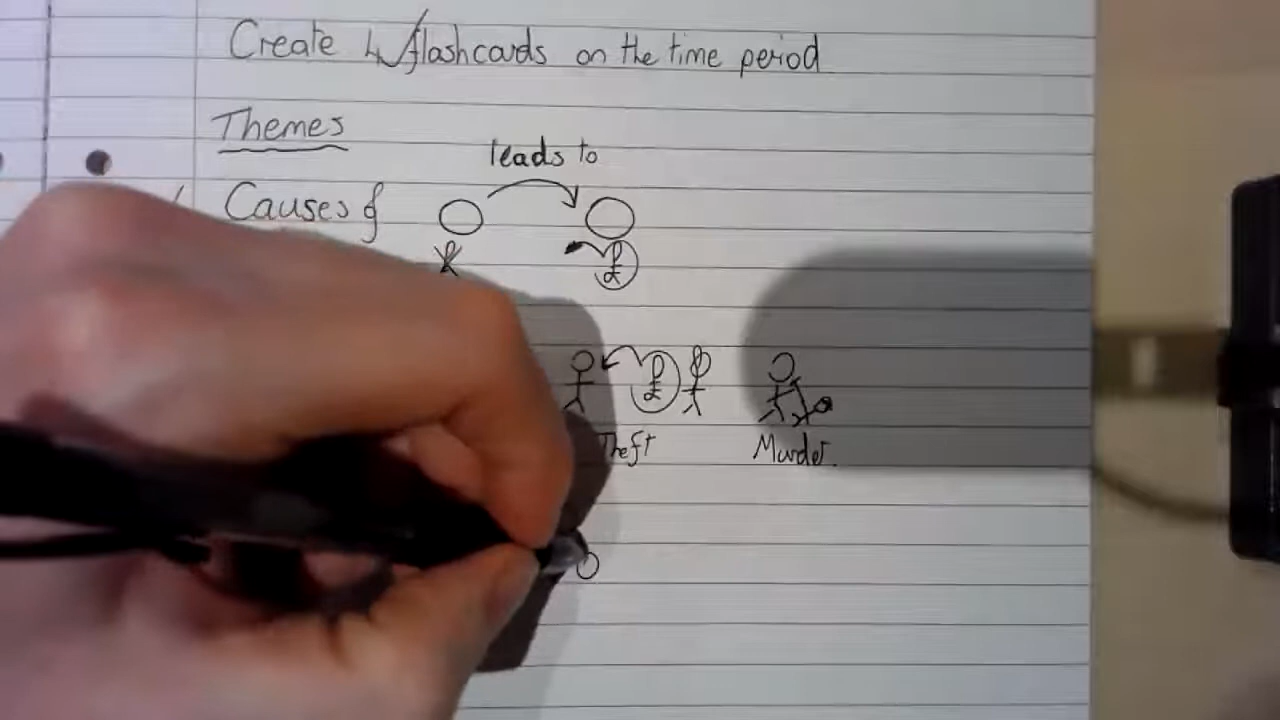 Create 4 flashcards on the time period
Themes
leads to
Causes of
£
£
Theft
Murder